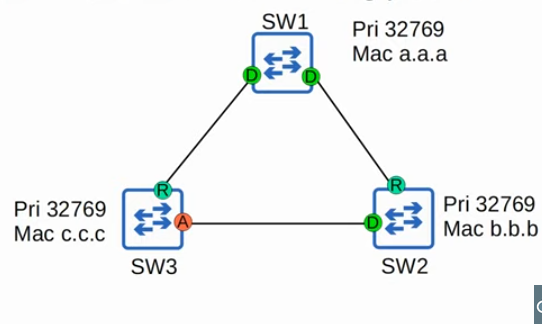 SW1
Pri 32769
Mac a.a.a
D
D
R
R
Pri 32769
Mac c.c.c
A
D
Pri 32769
Mac b.b.b
SW3
SW2